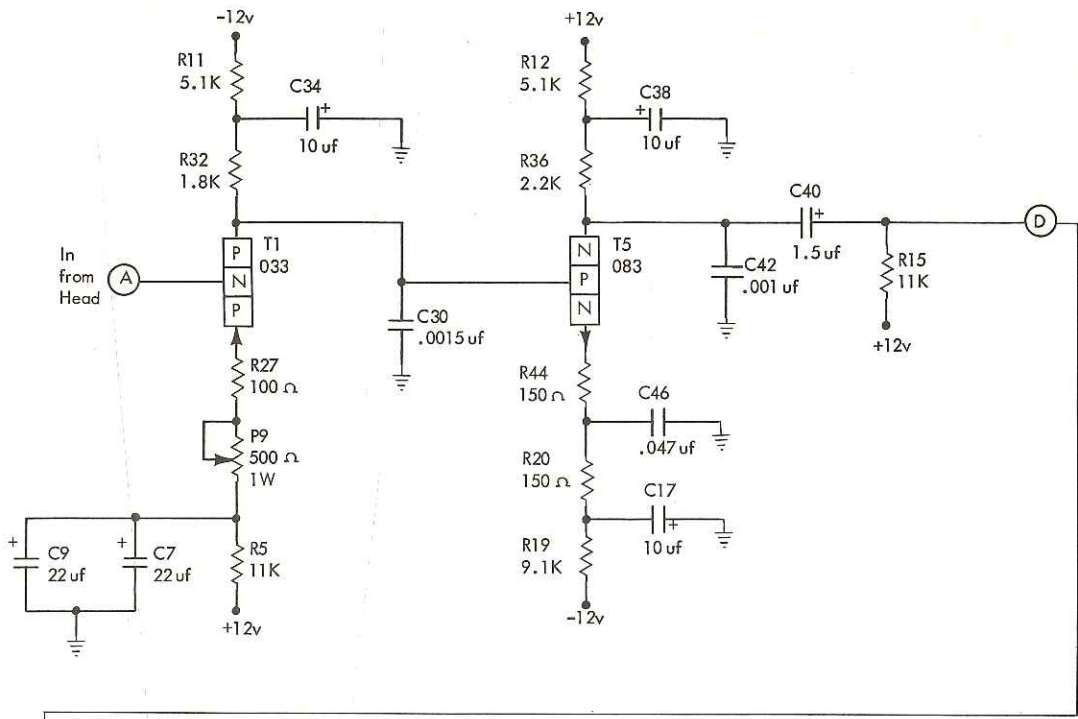 -12v
R11
5.1K
C34
+
10 uf
R32
1.8K
In
from
Head
A
P
N
P
T1
033
C30
.0015uf
R27
100 Ω
P9
500 Ω
1W
+
C9
22 uf
+
C7
22 uf
R5
11K
+12v
+12v
R12
5.1K
C38
+
10 uf
R36
2.2K
N
P
N
T5
083
C40
+
1.5 uf
D
C42
.001 uf
R15
11K
+12v
R44
150 Ω
C46
.047 uf
R20
150 Ω
C17
+
10 uf
R19
9.1K
-12v